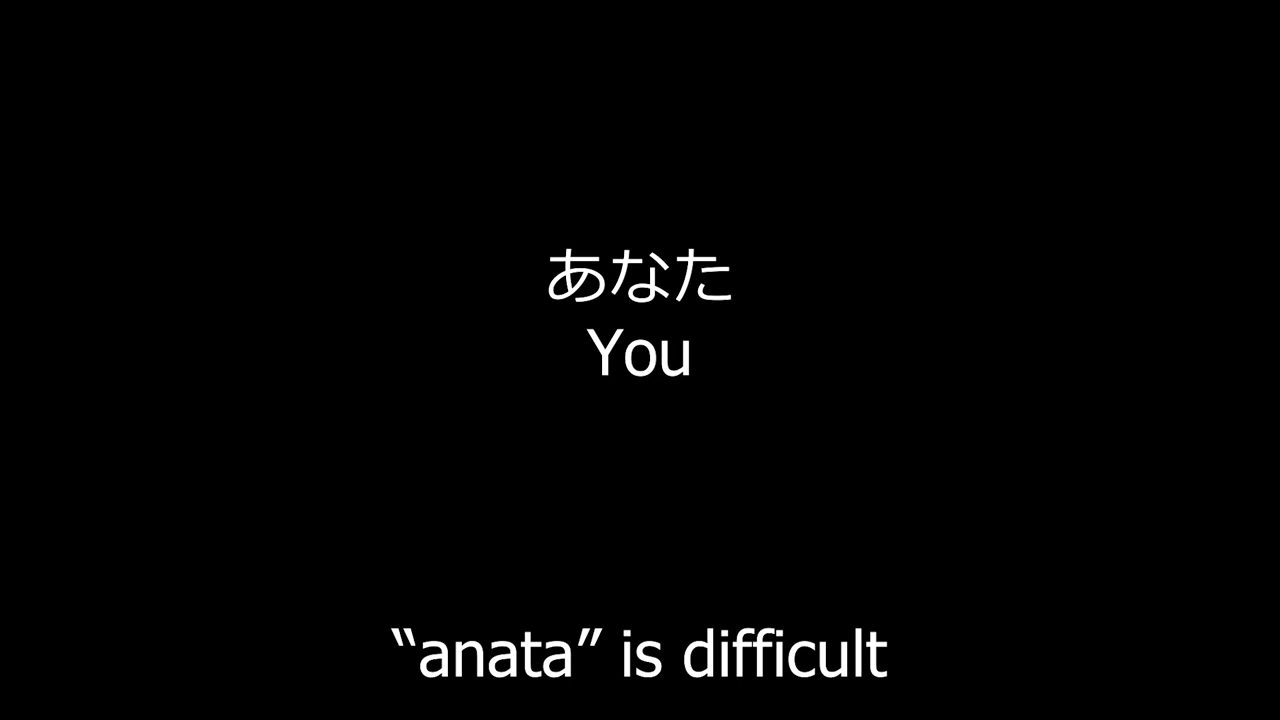 あなた
You
“anata” is difficult